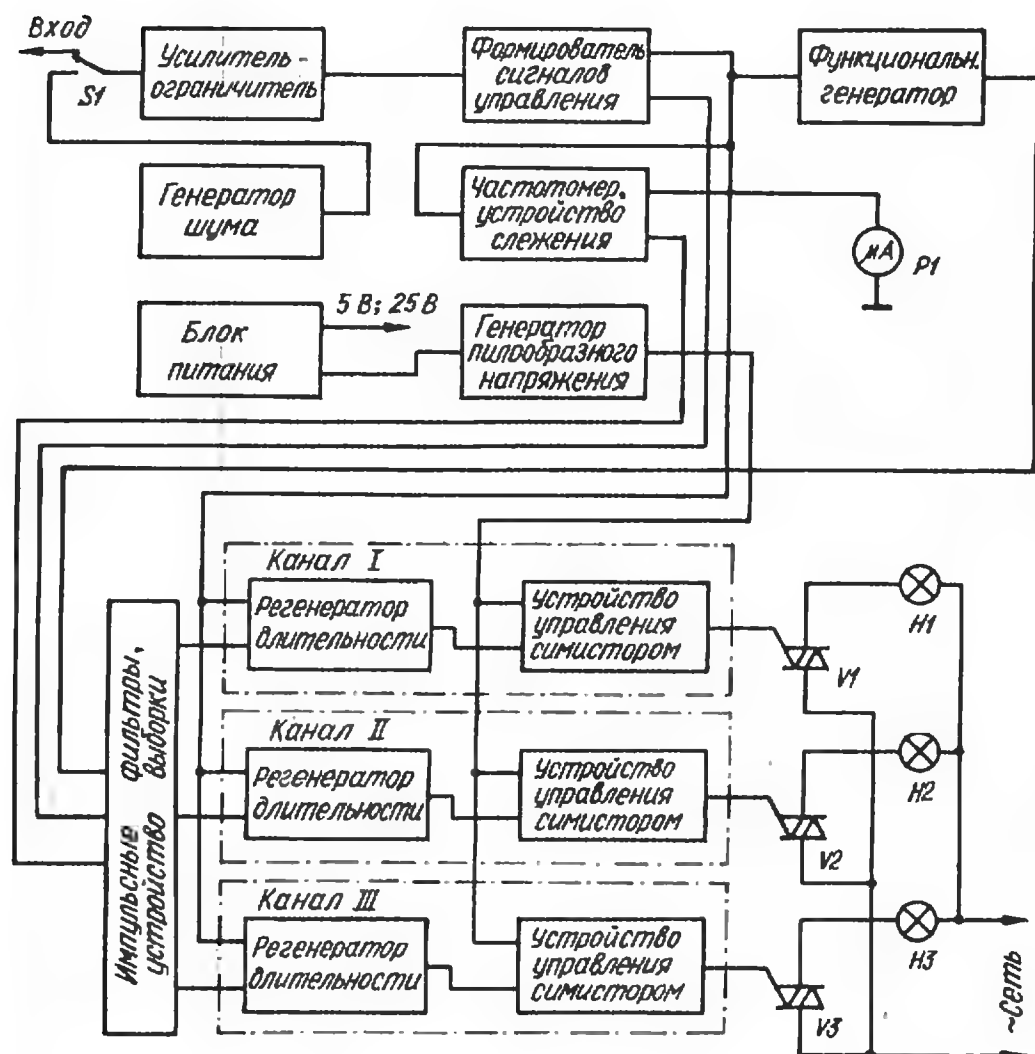 Вход
S1
Усилитель-
ограничитель
Формирователь
сигналов
управления
Функциональн.
генератор
Генератор
шума
Частотомер,
устройство
слежения
μА
P1
Блок
питания
5 В; 25 В
Генератор
пилообразного
напряжения
Импульсные фильтры,
устройство выборки
Канал I
Регенератор
длительности
Устройство
управления
симистором
V1
H1
Канал II
Регенератор
длительности
Устройство
управления
симистором
V2
H2
Канал III
Регенератор
длительности
Устройство
управления
симистором
V3
H3
~Сеть